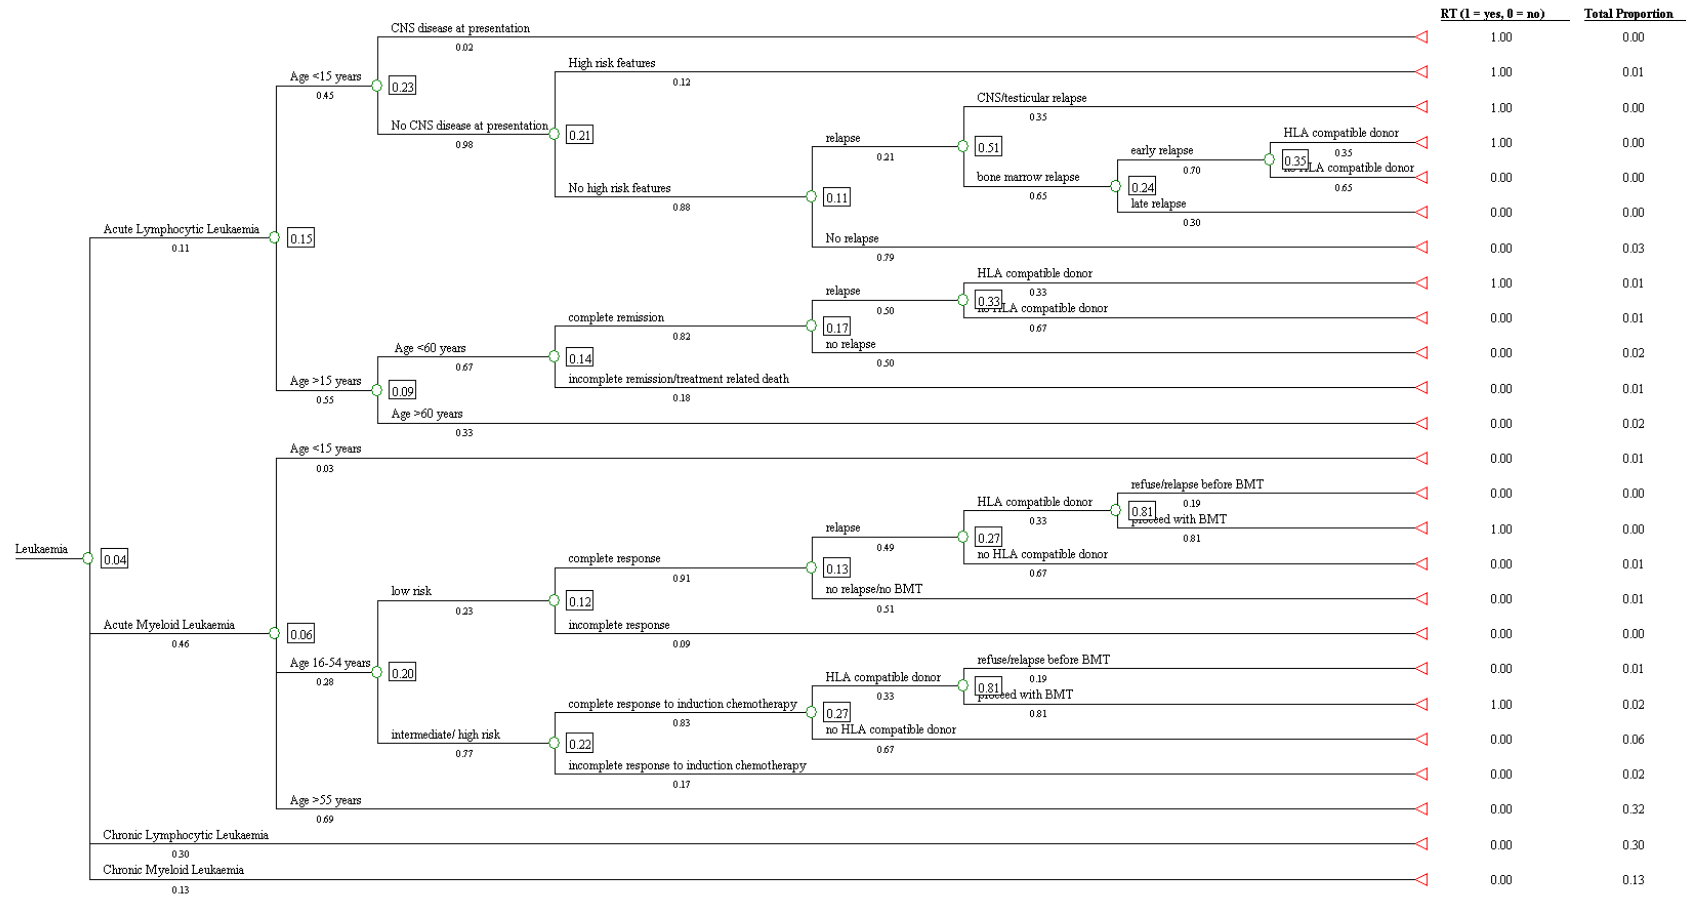 RT (1 = yes, 0 = no) Total Proportion
CNS disease at presentation 1.00 0.00
0.02
High risk features 1.00 0.01
0.12
Age <15 years 0.23
0.45
CNS/testicular relapse 1.00 0.00
0.35
No CNS disease at presentation 0.21
0.98
HLA compatible donor 1.00 0.00
0.35
relapse 0.51
0.21
early relapse 0.35
0.70
HLA compatible donor 0.00 0.00
0.65
bone marrow relapse 0.24
0.65
No high risk features 0.11
0.88
late relapse 0.00 0.00
0.30
Acute Lymphocytic Leukaemia 0.15
0.11
No relapse 0.00 0.03
0.79
HLA compatible donor 1.00 0.01
0.33
relapse 0.33
0.50
HLA compatible donor 0.00 0.01
0.67
complete remission 0.17
0.82
no relapse 0.00 0.02
0.50
Age <60 years 0.14
0.67
incomplete remission/treatment related death 0.00 0.01
0.18
Age >15 years 0.09
0.55
Age >60 years 0.00 0.02
0.33
Age <15 years 0.00 0.01
0.03
refuse/relapse before BMT 0.00 0.00
0.19
HLA compatible donor 0.81
0.33
proceed with BMT 1.00 0.00
0.81
relapse 0.27
0.49
Leukaemia 0.04
no HLA compatible donor 0.00 0.01
0.67
complete response 0.13
0.91
no relapse/no BMT 0.00 0.01
0.51
low risk 0.12
0.23
Acute Myeloid Leukaemia 0.06
0.46
incomplete response 0.00 0.00
0.09
Age 16-54 years 0.20
0.28
refuse/relapse before BMT 0.00 0.01
0.19
HLA compatible donor 0.81
0.33
proceed with BMT 1.00 0.02
0.81
complete response to induction chemotherapy 0.27
0.83
no HLA compatible donor 0.00 0.06
0.67
intermediate/ high risk 0.22
0.77
incomplete response to induction chemotherapy 0.00 0.02
0.17
Age >55 years 0.00 0.32
0.69
Chronic Lymphocytic Leukaemia 0.00 0.30
0.30
Chronic Myeloid Leukaemia 0.00 0.13
0.13